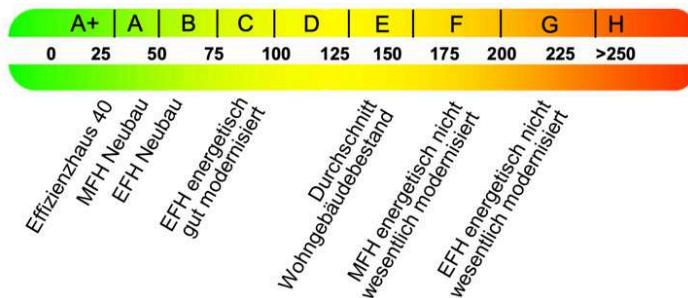 A+ A B C D E F G H
0 25 50 75 100 125 150 175 200 225 >250
Effizienzhaus 40
MFH Neubau
EFH Neubau
EFH energetisch
gut modernisiert
Durchschnitt
Wohngebäudebestand
MFH energetisch nicht
wesentlich modernisiert
EFH energetisch nicht
wesentlich modernisiert